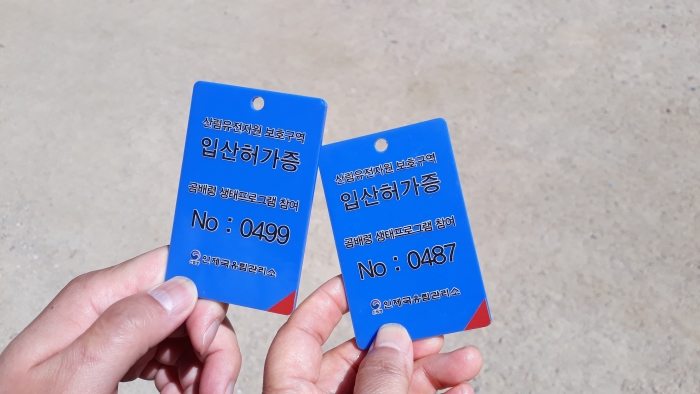 산림유전자원 보호구역
입산허가증
곰배령 생태프로그램 참여
No : 0499
인제국유림관리소
산림유전자원 보호구역
입산허가증
곰배령 생태프로그램 참여
No : 0487
인제국유림관리소